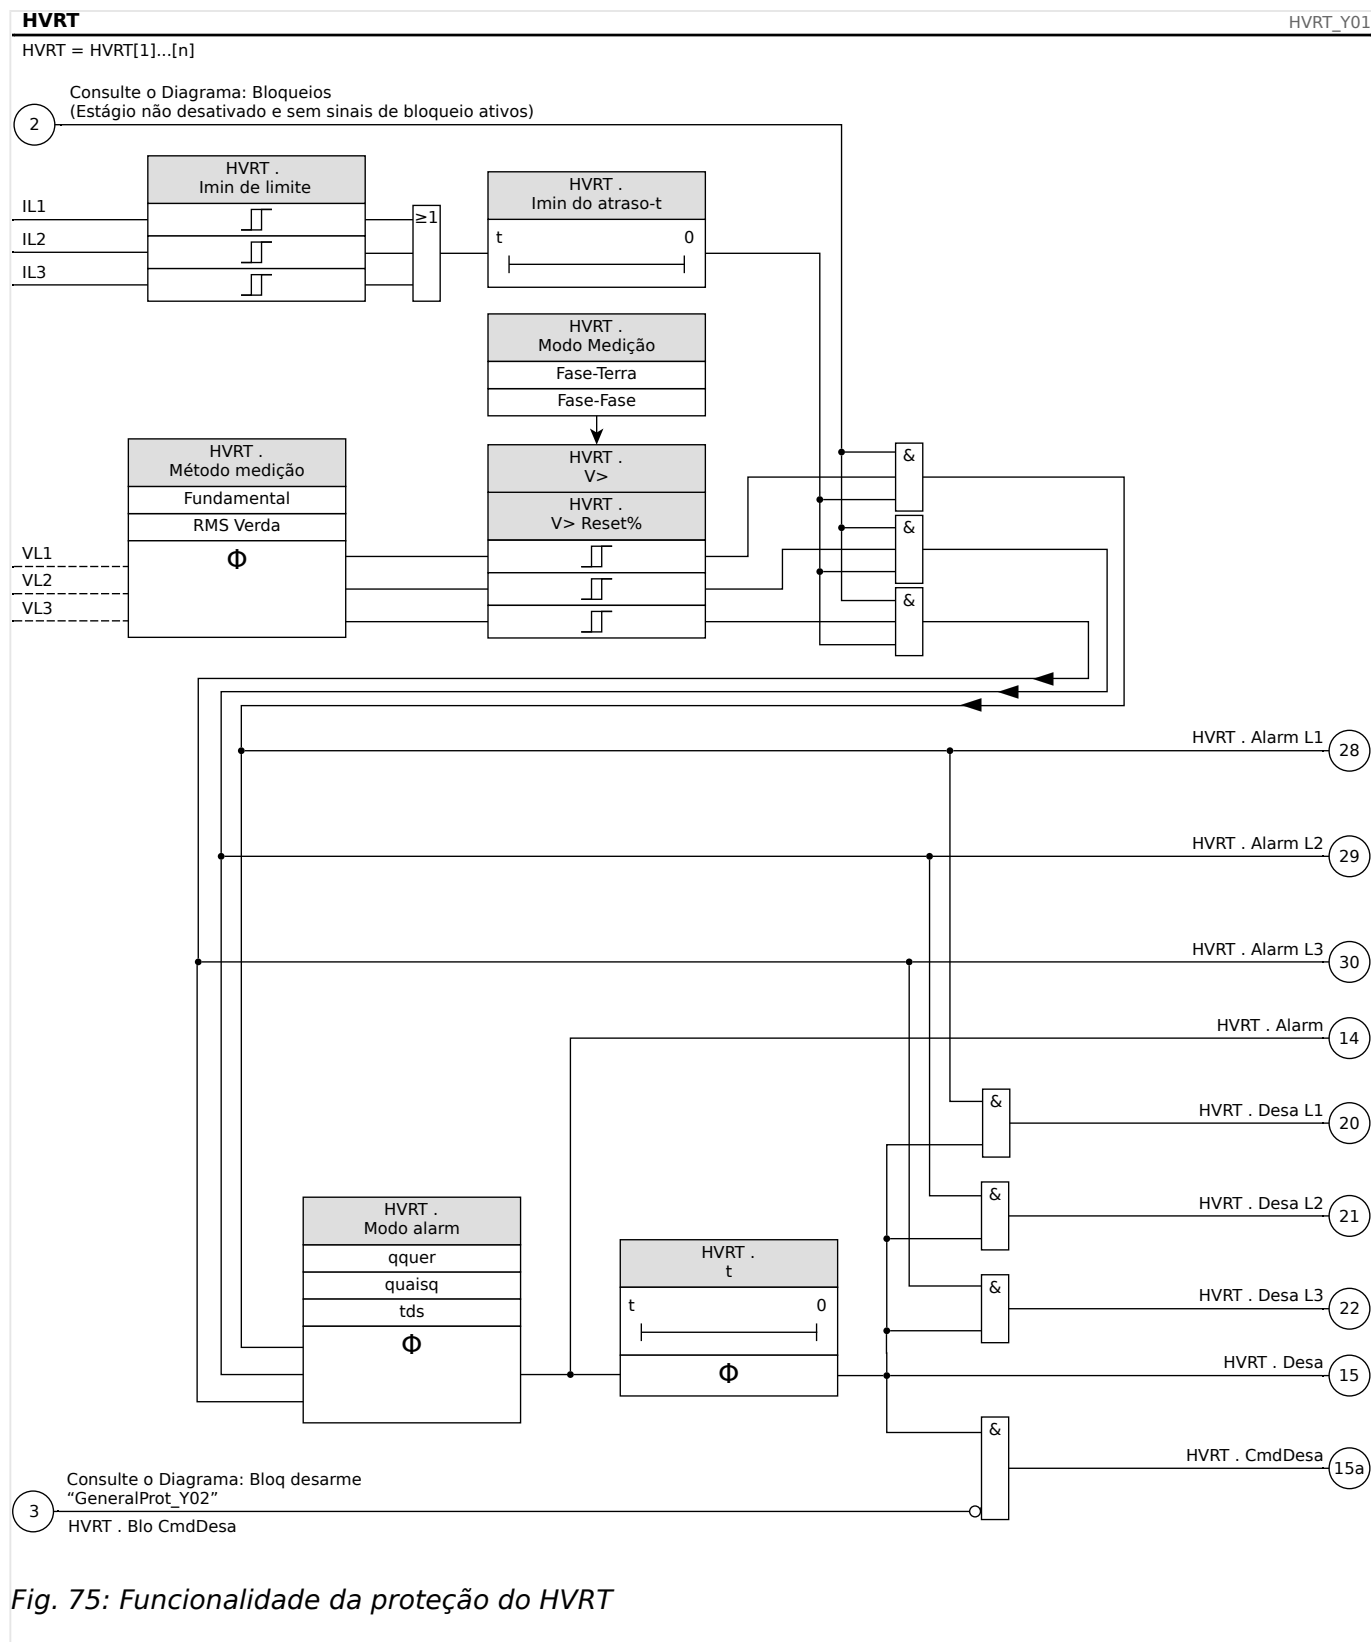 HVRT
HVRT_Y01
HVRT = HVRT[1]...[n]
Consulte o Diagrama: Bloqueios
(Estágio não desativado e sem sinais de bloqueio ativos)
2
HVRT .
Imin de limite
IL1
IL2
IL3
≥1
HVRT .
Imin do atraso-t
t 0
HVRT .
Modo Medição
Fase-Terra
Fase-Fase
HVRT .
Método medição
Fundamental
RMS Verda
Φ
VL1
VL2
VL3
HVRT .
V>
HVRT .
V> Reset%
&
&
&
HVRT . Alarm L1
28
HVRT . Alarm L2
29
HVRT . Alarm L3
30
HVRT . Alarm
14
&
HVRT . Desa L1
20
&
HVRT . Desa L2
21
&
HVRT . Desa L3
22
HVRT .
Modo alarm
qquer
quaisq
tds
Φ
HVRT .
t
t 0
Φ
HVRT . Desa
15
&
HVRT . CmdDesa
15a
Consulte o Diagrama: Bloq desarme
“GeneralProt_Y02”
3
HVRT . Blo CmdDesa
Fig. 75: Funcionalidade da proteção do HVRT